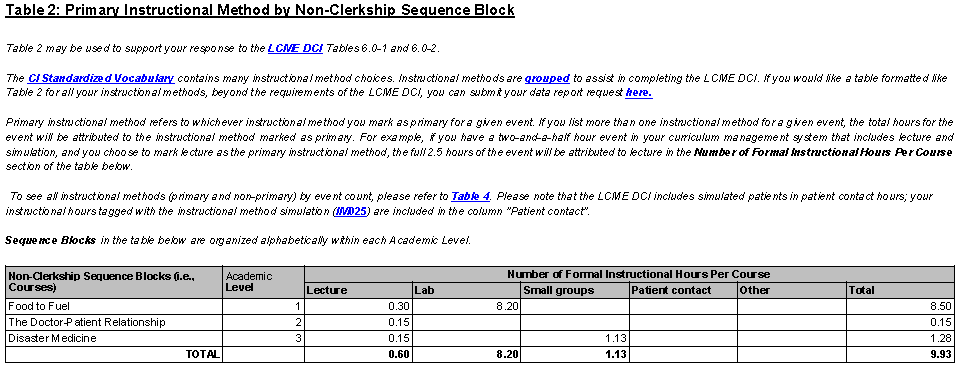 Table 2: Primary Instructional Method by Non-Clerkship Sequence Block
Table 2 may be used to support your response to the LCME DCI Tables 6.0-1 and 6.0-2.
The CI Standardized Vocabulary contains many instructional method choices. Instructional methods are grouped to assist in completing the LCME DCI. If you would like a table formatted like
Table 2 for all your instructional methods, beyond the requirements of the LCME DCI, you can submit your data report request here.
Primary instructional method refers to whichever instructional method you mark as primary for a given event. If you list more than one instructional method for a given event, the total hours for the
event will be attributed to the instructional method marked as primary. For example, if you have a two-and-a-half hour event in your curriculum management system that includes lecture and
simulation, and you choose to mark lecture as the primary instructional method, the full 2.5 hours of the event will be attributed to lecture in the Number of Formal Instructional Hours Per Course
section of the table below.
To see all instructional methods (primary and non-primary) by event count, please refer to Table 4. Please note that the LCME DCI includes simulated patients in patient contact hours; your
instructional hours tagged with the instructional method simulation (IM025) are included in the column "Patient contact".
Sequence Blocks in the table below are organized alphabetically within each Academic Level.
Non-Clerkship Sequence Blocks (i.e., Academic Number of Formal Instructional Hours Per Course
Courses) Level Lecture Lab Small groups Patient contact Other Total
Food to Fuel 1 0.30 8.20 8.50
The Doctor-Patient Relationship 2 0.15 0.15
Disaster Medicine 3 0.15 1.13 1.28
TOTAL 0.60 8.20 1.13 9.93